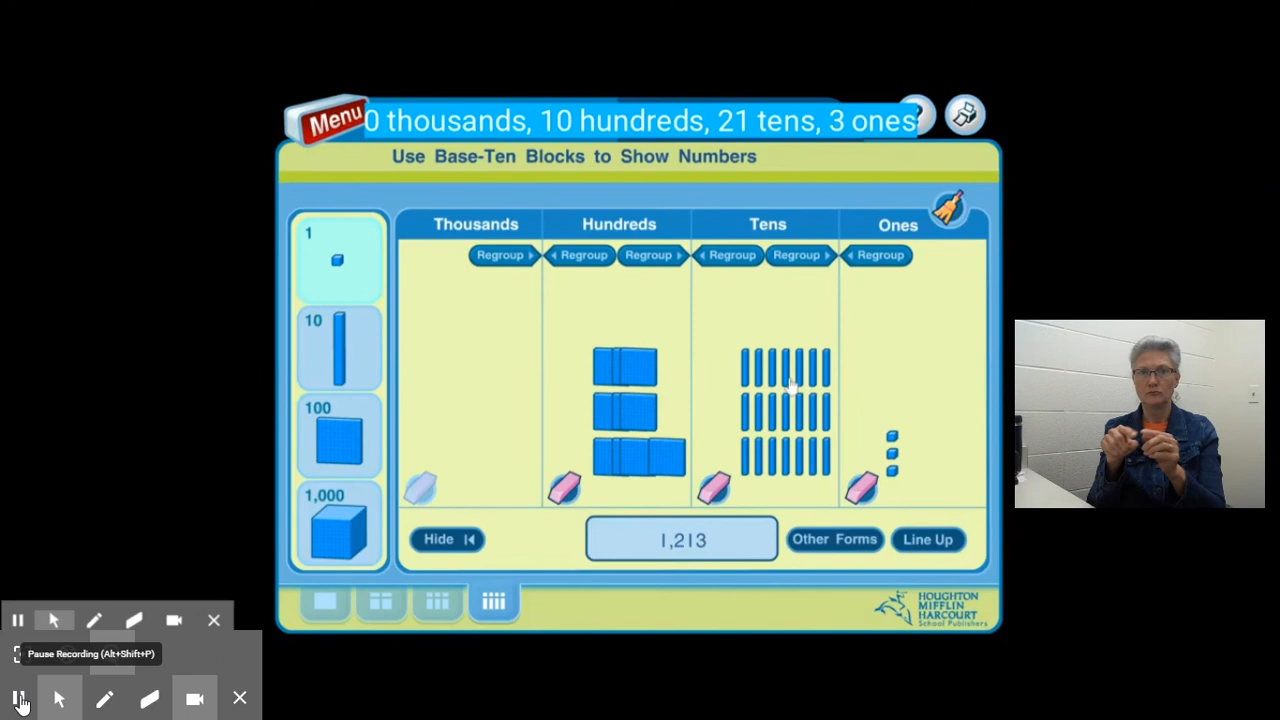 Menu
0 thousands, 10 hundreds, 21 tens, 3 ones
?
Use Base-Ten Blocks to Show Numbers
Thousands Hundreds Tens Ones
Regroup Regroup Regroup Regroup Regroup Regroup
1
10
100
1,000
Hide 1,213 Other Forms Line Up
HOUGHTON
MIFFLIN
HARCOURT
School Publishers
Pause Recording (Alt+Shift+P)